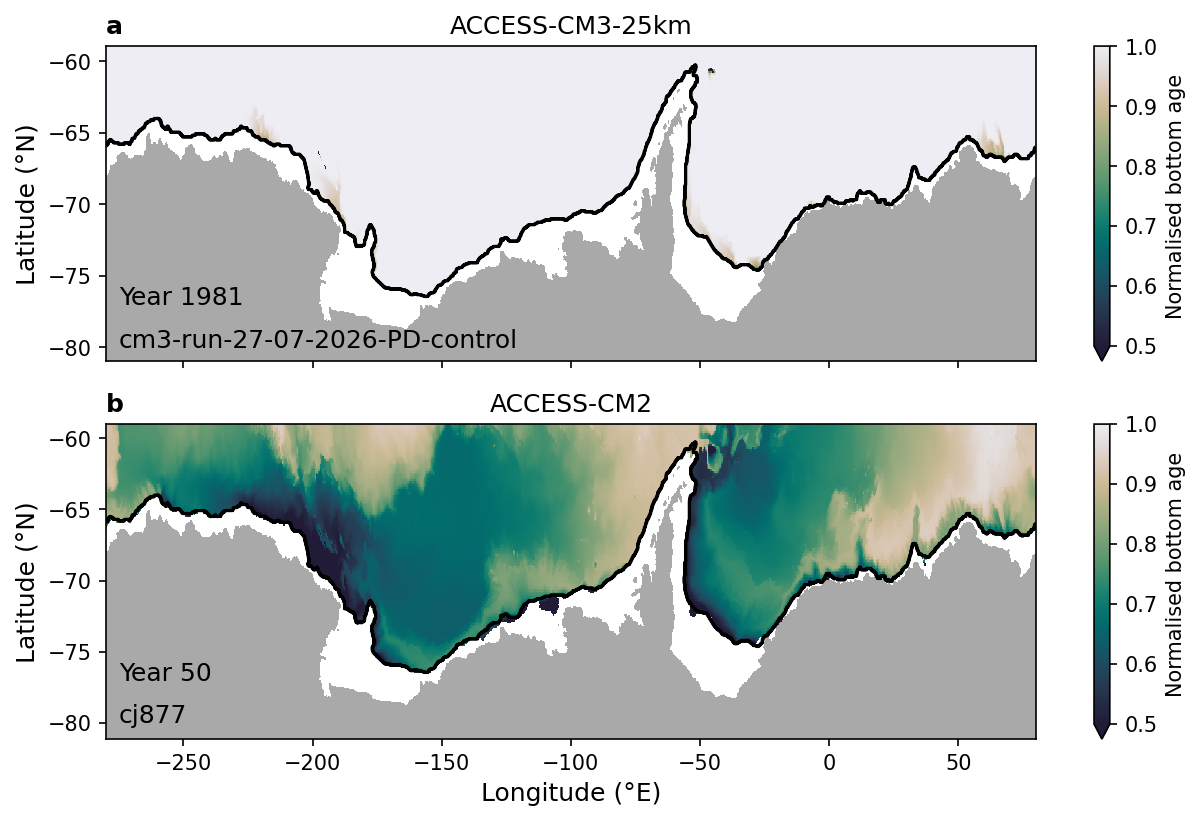 a
ACCESS-CM3-25km
−60
−65
−70
−75
−80
Latitude (°N)
Year 1981
cm3-run-27-07-2026-PD-control
1.0
0.9
0.8
0.7
0.6
0.5
Normalised bottom age
b
ACCESS-CM2
−60
−65
−70
−75
−80
Latitude (°N)
Year 50
cj877
−250
−200
−150
−100
−50
0
50
Longitude (°E)
1.0
0.9
0.8
0.7
0.6
0.5
Normalised bottom age